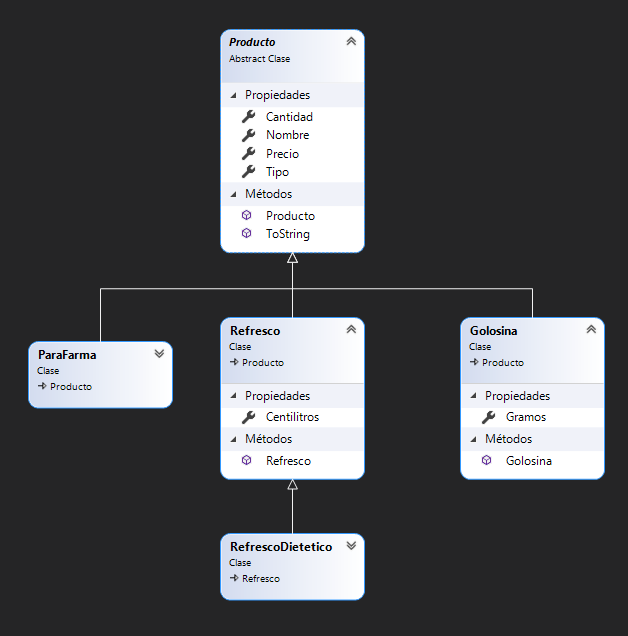 Producto
Abstract Clase
Propiedades
Cantidad
Nombre
Precio
Tipo
Métodos
Producto
ToString
ParaFarma
Clase
Producto
Refresco
Clase
Producto
Propiedades
Centilitros
Métodos
Refresco
Golosina
Clase
Producto
Propiedades
Gramos
Métodos
Golosina
RefrescoDietetico
Clase
Refresco